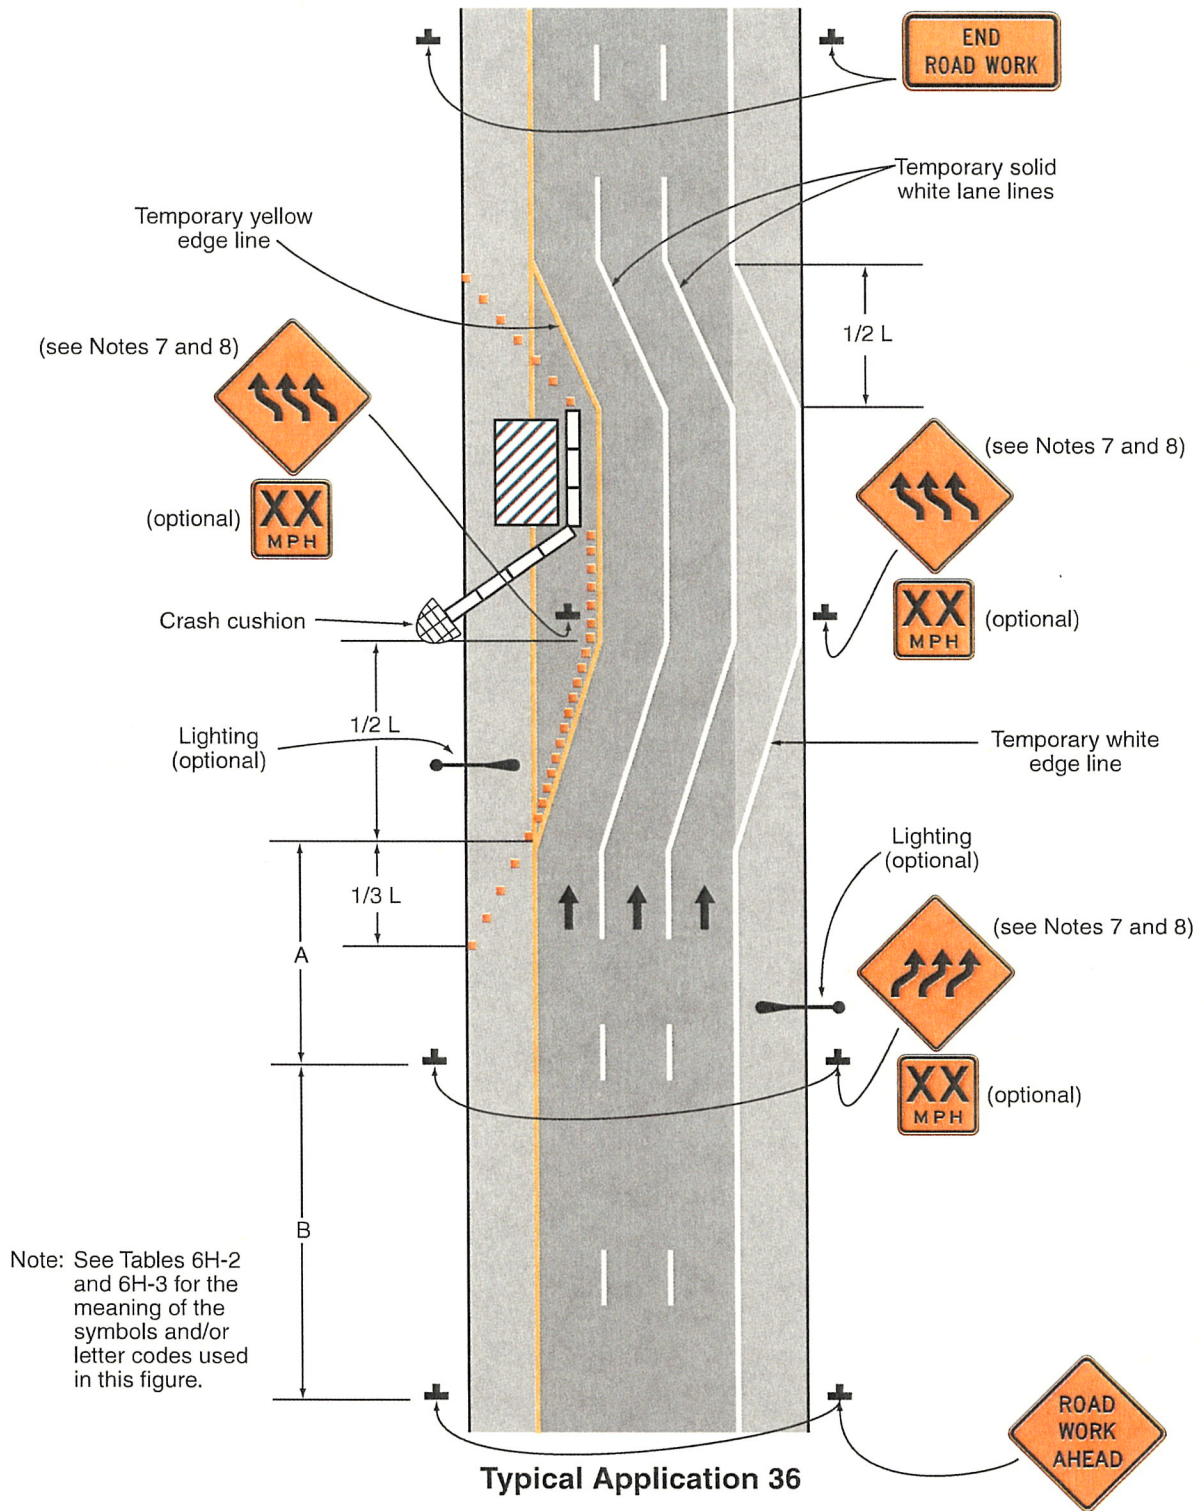 END
ROAD WORK
Temporary solid
white lane lines
Temporary yellow
edge line
1/2 L
(see Notes 7 and 8)
(see Notes 7 and 8)
XX
MPH
(optional)
XX
MPH
(optional)
Crash cushion
1/2 L
Lighting
(optional)
Temporary white
edge line
Lighting
(optional)
1/3 L
(see Notes 7 and 8)
A
XX
MPH
(optional)
B
Note: See Tables 6H-2
and 6H-3 for the
meaning of the
symbols and/or
letter codes used
in this figure.
ROAD
WORK
AHEAD
Typical Application 36